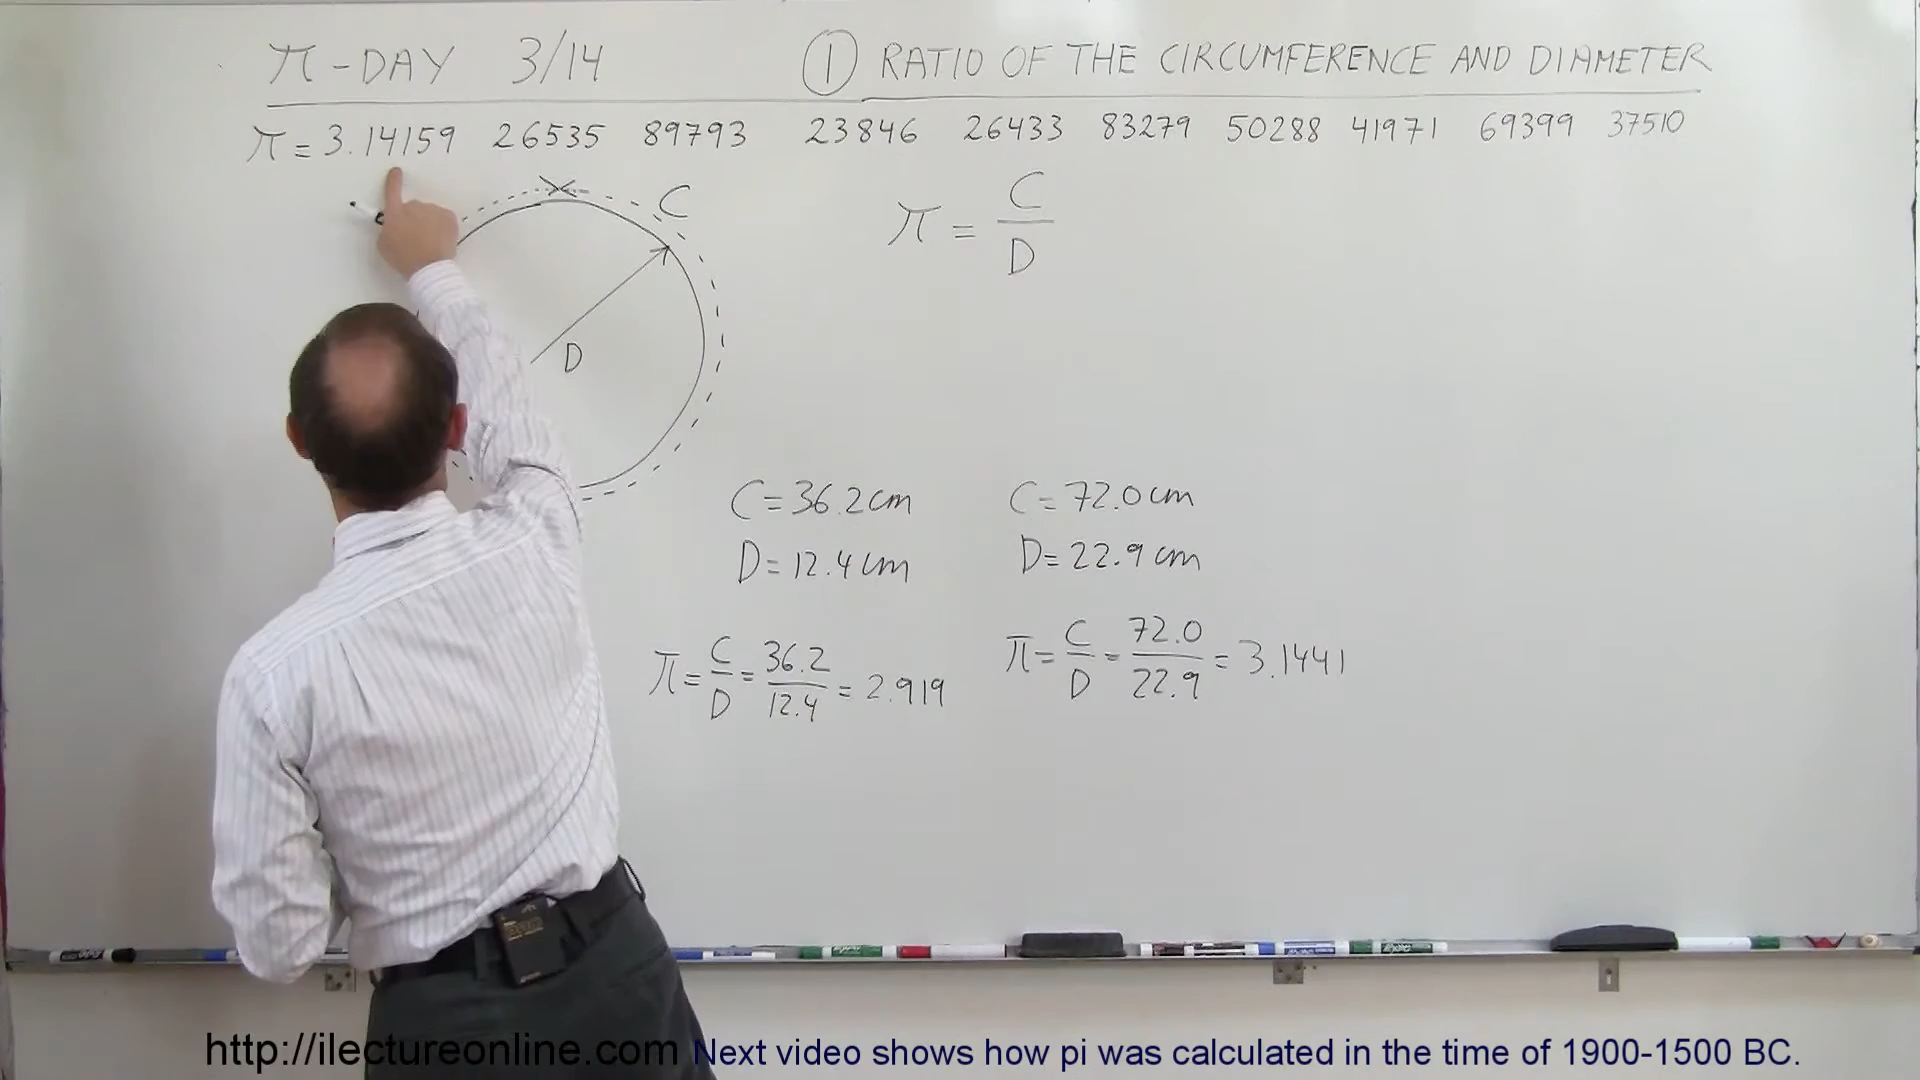 π-DAY 3/14
① RATIO OF THE CIRCUMFERENCE AND DIAMETER
π = 3.14159 26535 89793 23846 26433 83279 50288 41971 69399 37510
C
π = C/D
D
C = 36.2 cm
D = 12.4 cm
π = C/D = 36.2/12.4 = 2.919
C = 72.0 cm
D = 22.9 cm
π = C/D = 72.0/22.9 = 3.1441
http://ilectureonline.com Next video shows how pi was calculated in the time of 1900-1500 BC.